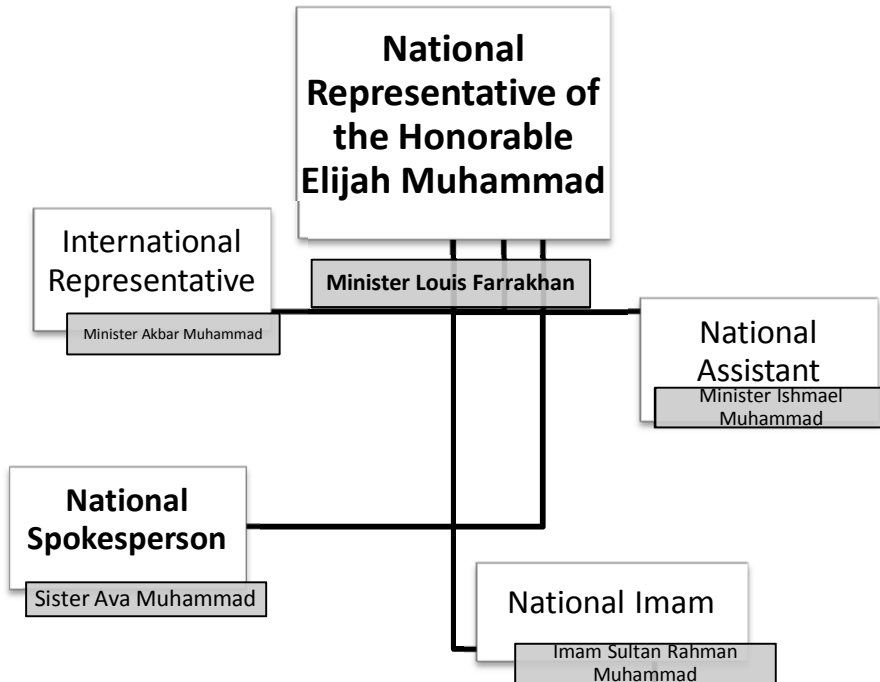 National
Representative of
the Honorable
Elijah Muhammad
Minister Louis Farrakhan
International
Representative
Minister Akbar Muhammad
National
Assistant
Minister Ishmael
Muhammad
National
Spokesperson
Sister Ava Muhammad
National Imam
Imam Sultan Rahman
Muhammad